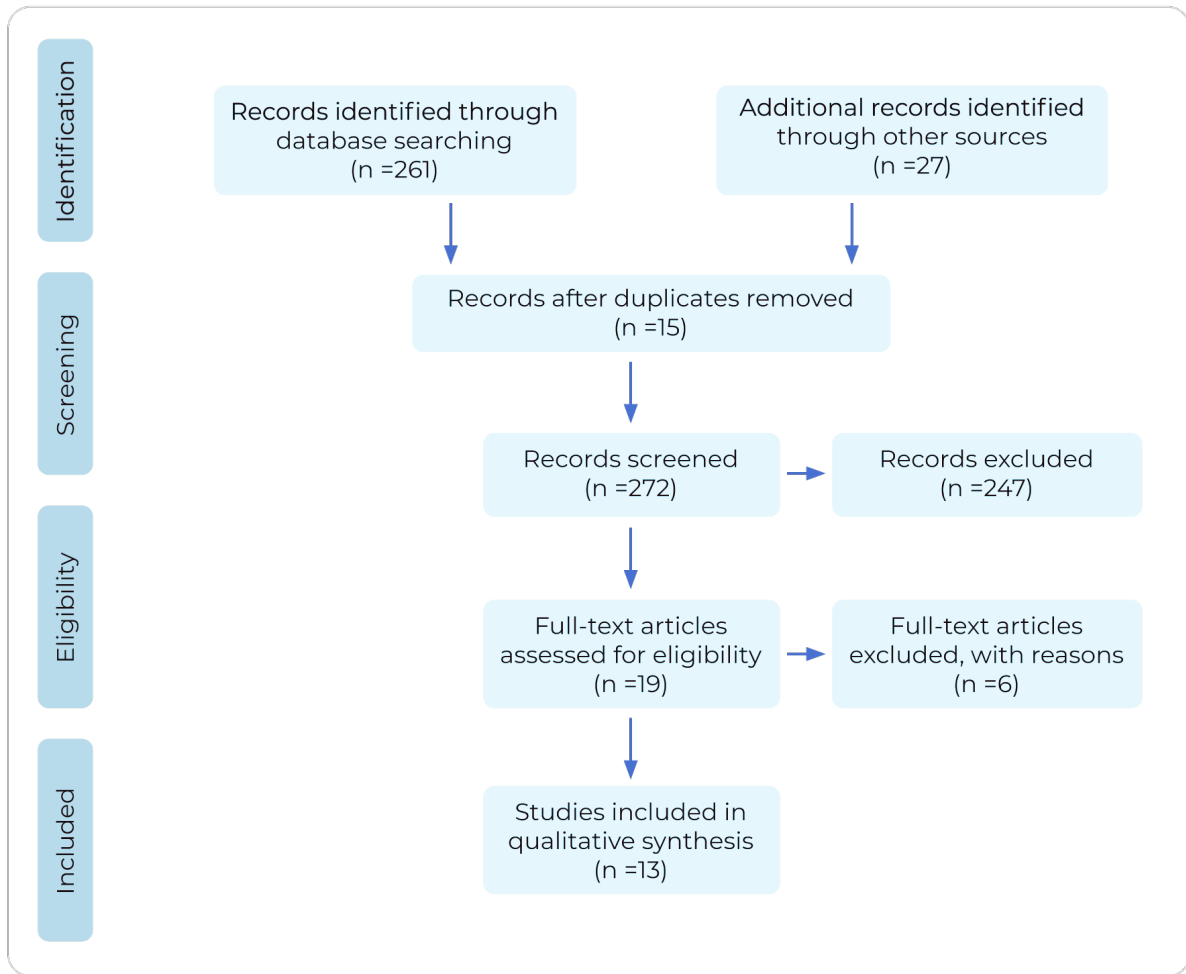 Identification
Records identified through
database searching
(n =261)
Additional records identified
through other sources
(n =27)
Screening
Records after duplicates removed
(n =15)
Records screened
(n =272)
Records excluded
(n =247)
Eligibility
Full-text articles
assessed for eligibility
(n =19)
Full-text articles
excluded, with reasons
(n =6)
Included
Studies included in
qualitative synthesis
(n =13)